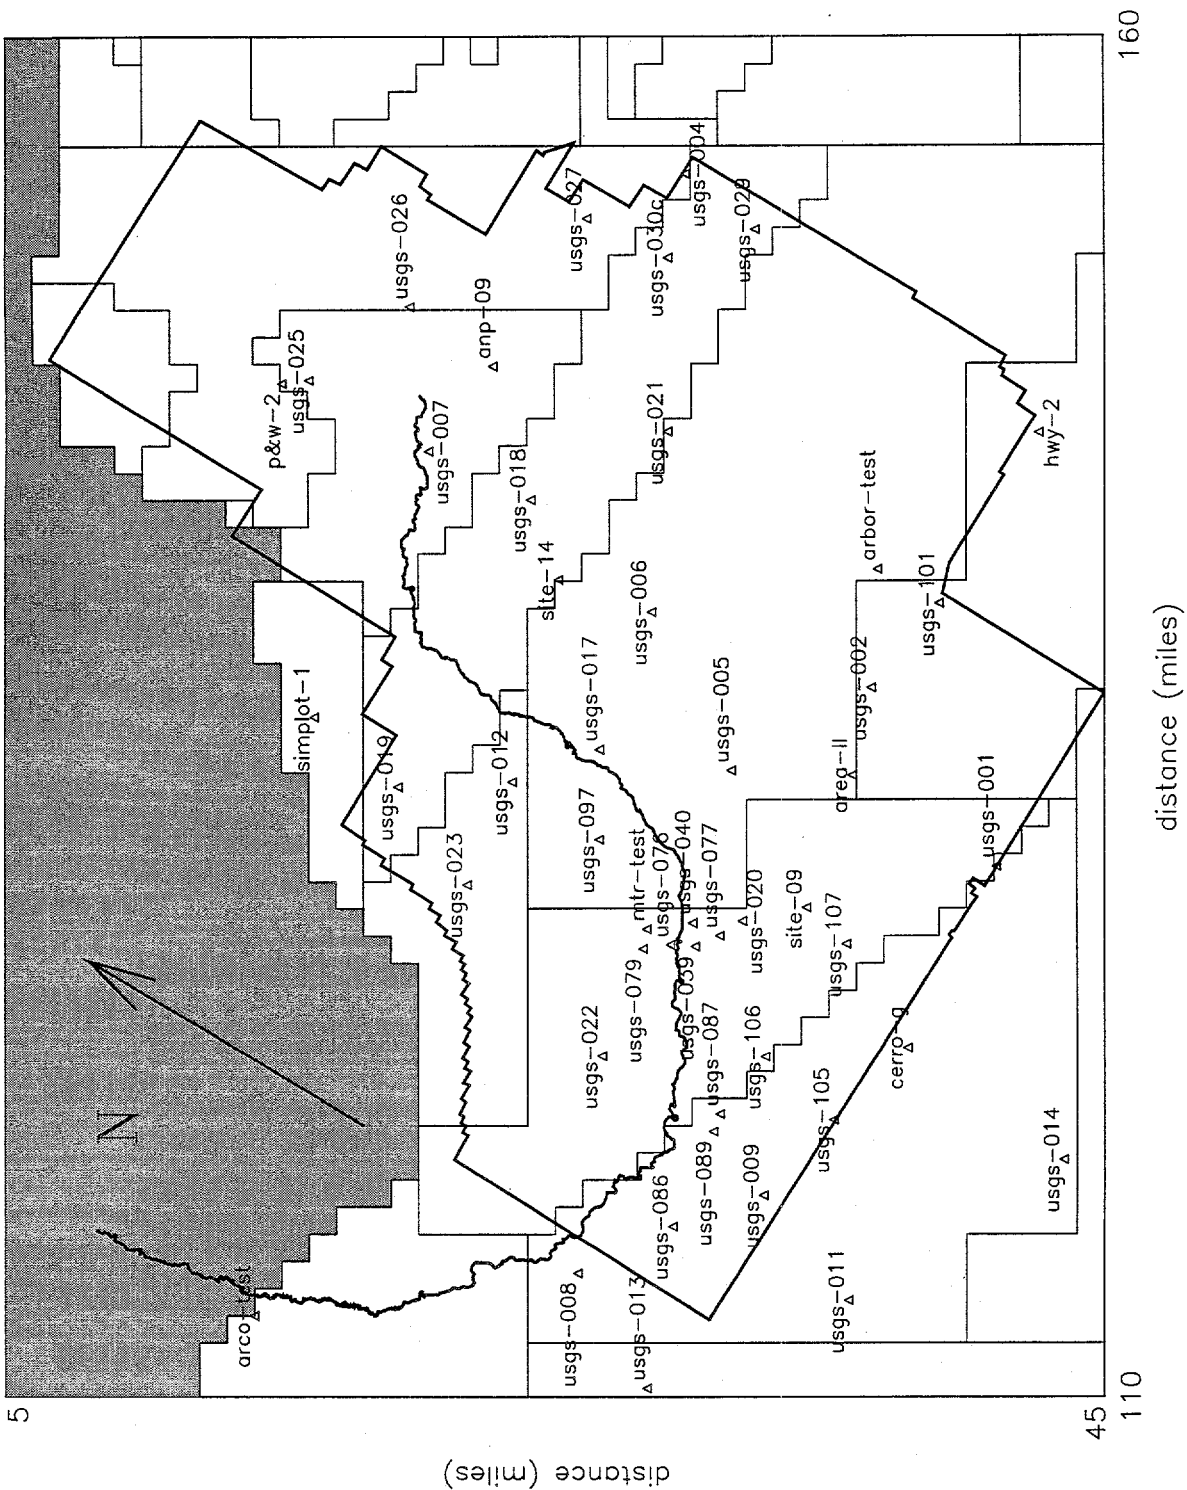 160
110
5
45
distance (miles)
distance (miles)
N
usgs-004
usgs-027
usgs-026
usgs-030c
usgs-029
anp-09
usgs-025
p&w-2
usgs-007
usgs-021
hwy-2
usgs-018
arbor-test
site-14
usgs-006
usgs-101
usgs-017
usgs-002
usgs-005
simplot-1
usgs-019
usgs-012
area-II
usgs-001
usgs-097
usgs-023
mtr-test
usgs-076
usgs-040
usgs-077
usgs-020
site-09
usgs-107
usgs-079
usgs-039
usgs-022
usgs-087
usgs-106
cerro-g
usgs-105
usgs-014
usgs-089
usgs-009
usgs-086
usgs-011
arco-test
usgs-008
usgs-013